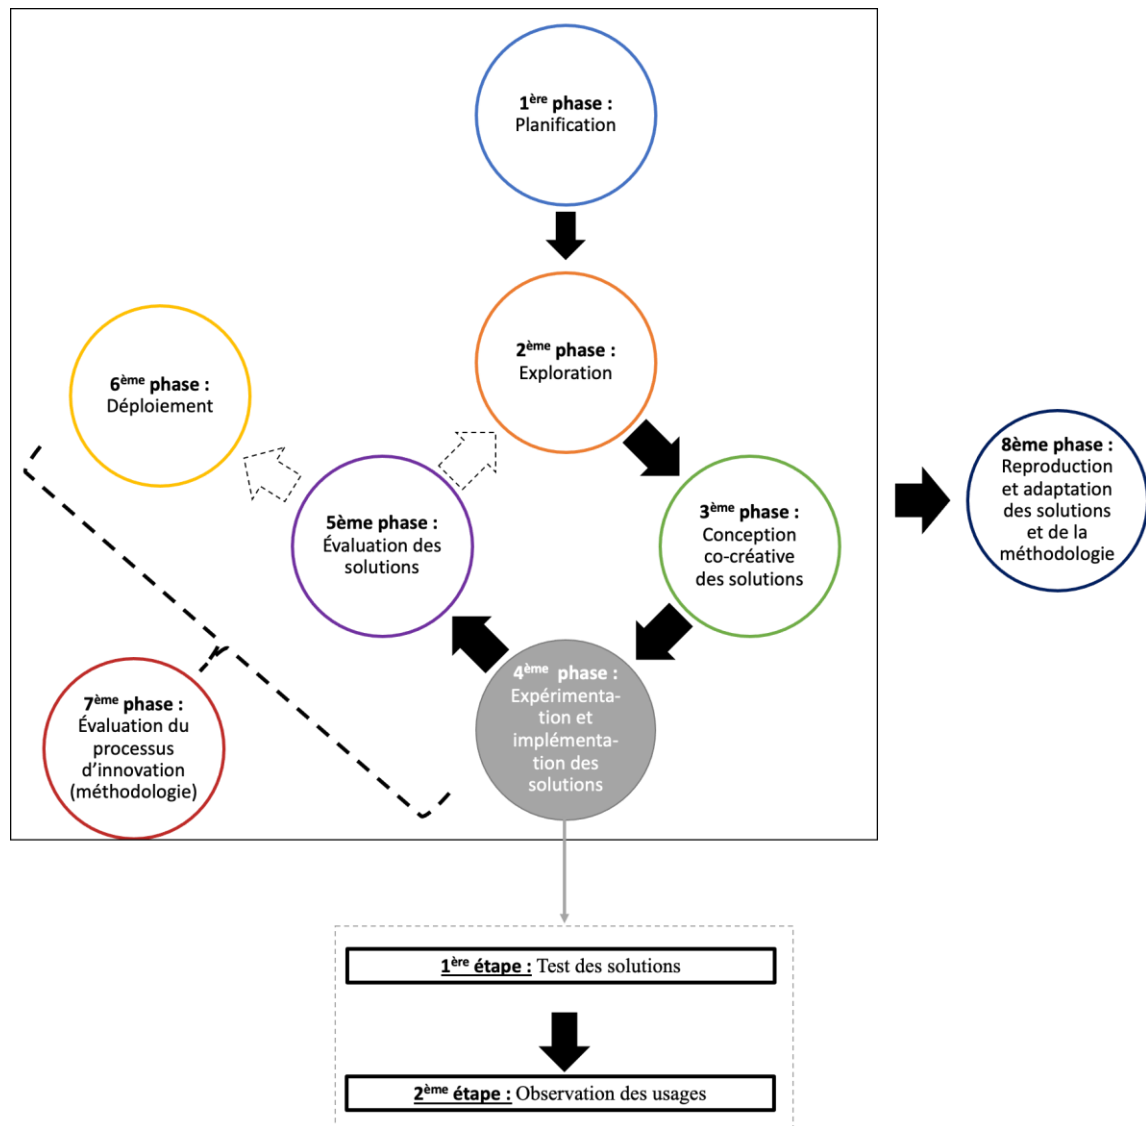 1ère phase :
Planification
2ème phase :
Exploration
6ème phase :
Déploiement
3ème phase :
Conception
co-créative
des solutions
5ème phase :
Évaluation des
solutions
8ème phase :
Reproduction
et adaptation
des solutions
et de la
méthodologie
4ème phase :
Expérimenta-
tion et
implémenta-
tion des
solutions
7ème phase :
Évaluation du
processus
d’innovation
(méthodologie)
1ère étape : Test des solutions
2ème étape : Observation des usages